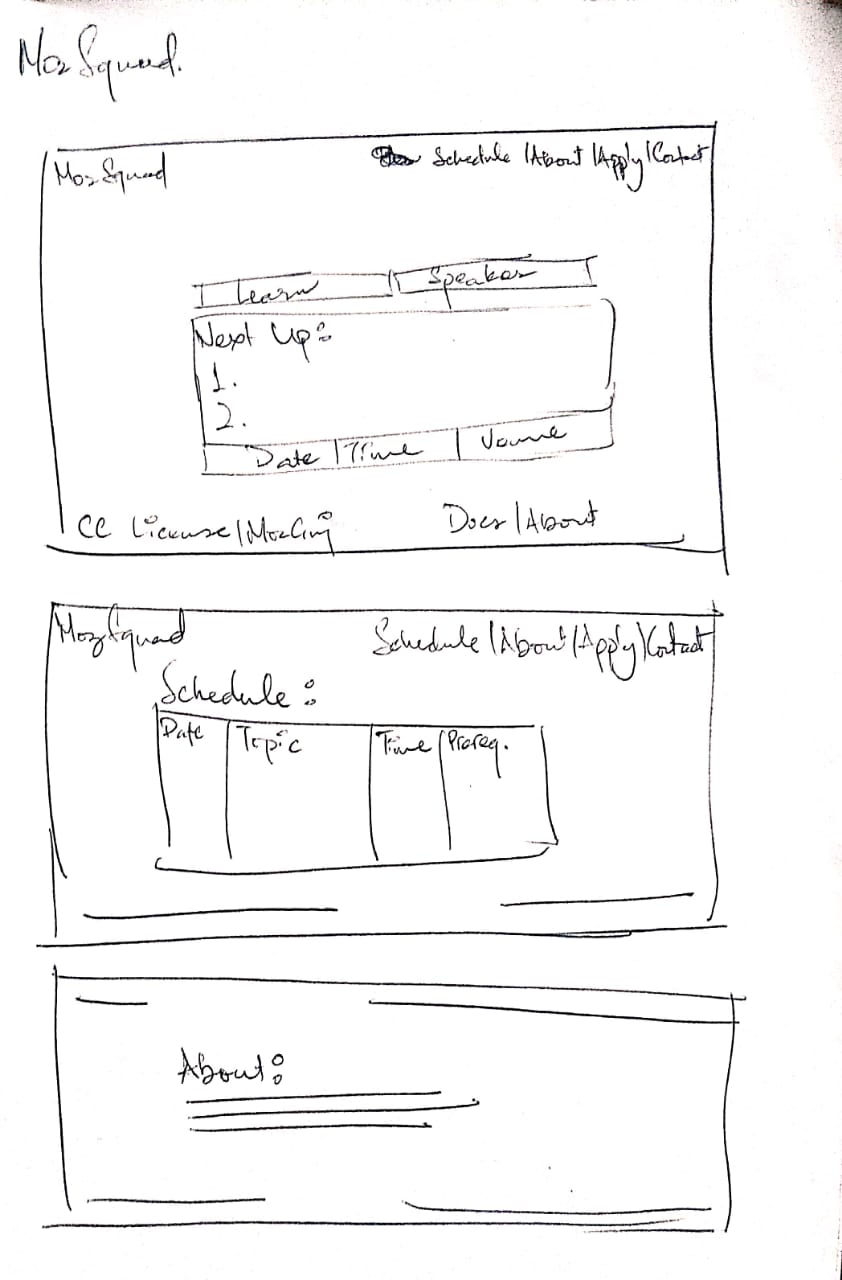 Moz Squad.
Moz Squad Schedule | About | Apply | Contact
Learn Speaker
Next Up:
1.
2.
Date | Time | Venue
CC License | Docs | About
MozSquad Schedule | About | Apply | Contact
Schedule:
Date Topic Time Prereq.
About: